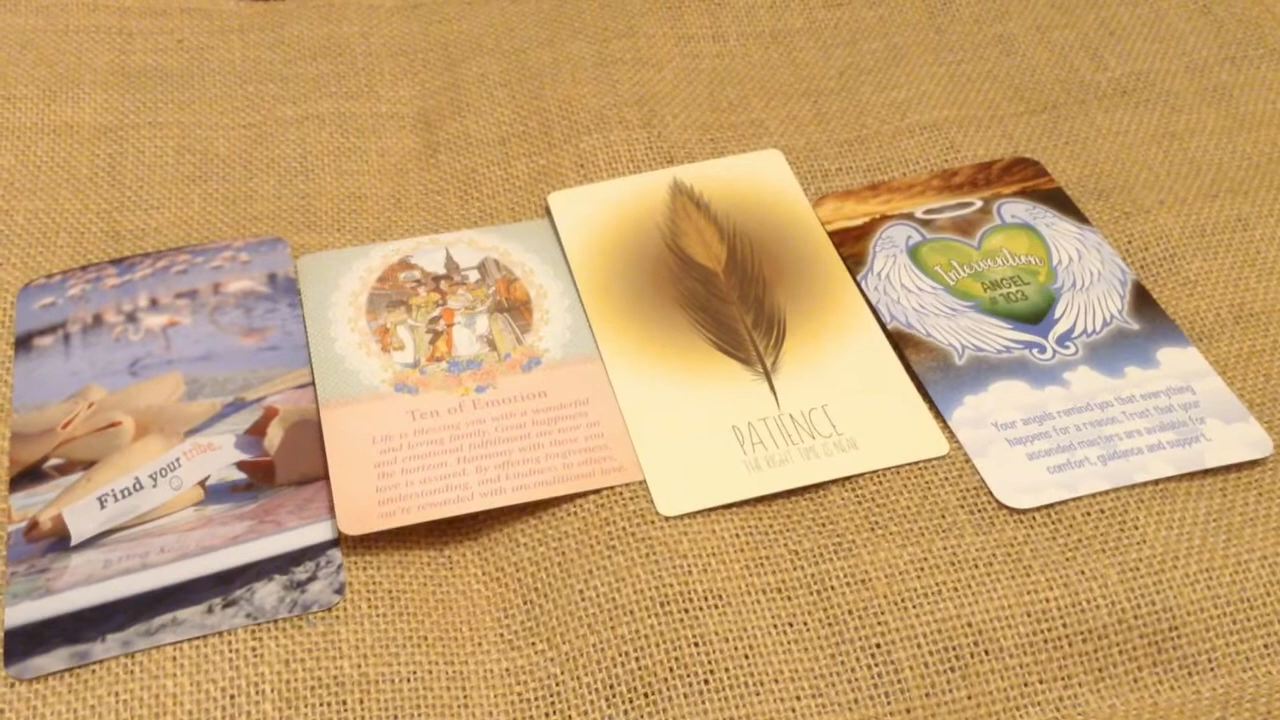 Find your tribe.
Ten of Emotion
Life is blessing you with a wonderful
and loving family. Great happiness
and emotional fulfillment are now on
the horizon. Harmony with those you
love is assured. By offering forgiveness,
understanding, and kindness to others,
you're rewarded with unconditional love.
PATIENCE
THE RIGHT TIME IS NEAR
Intervention
ANGEL
#103
Your angels remind you that everything
happens for a reason. Trust that your
ascended masters are available for
comfort, guidance and support.